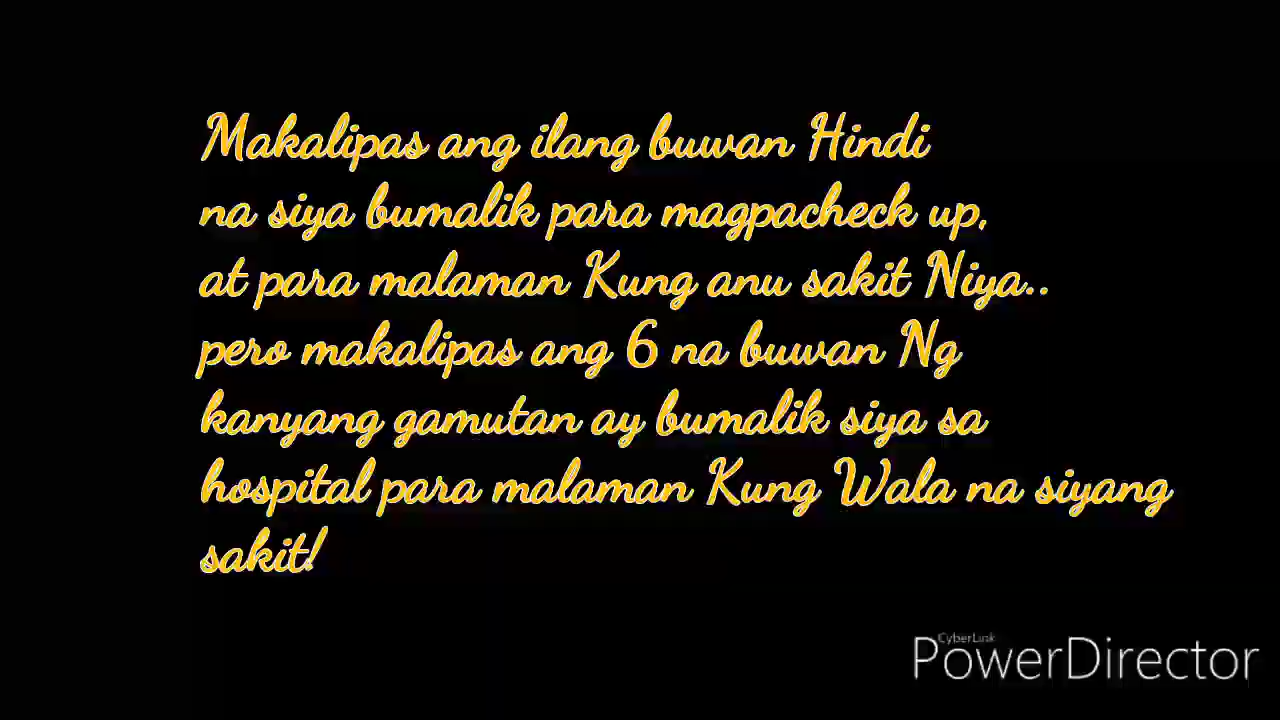 Makalipas ang ilang buwan Hindi
na siya bumalik para magpacheck up,
at para malaman Kung anu sakit Niya..
pero makalipas ang 6 na buwan Ng
kanyang gamutan ay bumalik siya sa
hospital para malaman Kung Wala na siyang
sakit!
CyberLink
PowerDirector